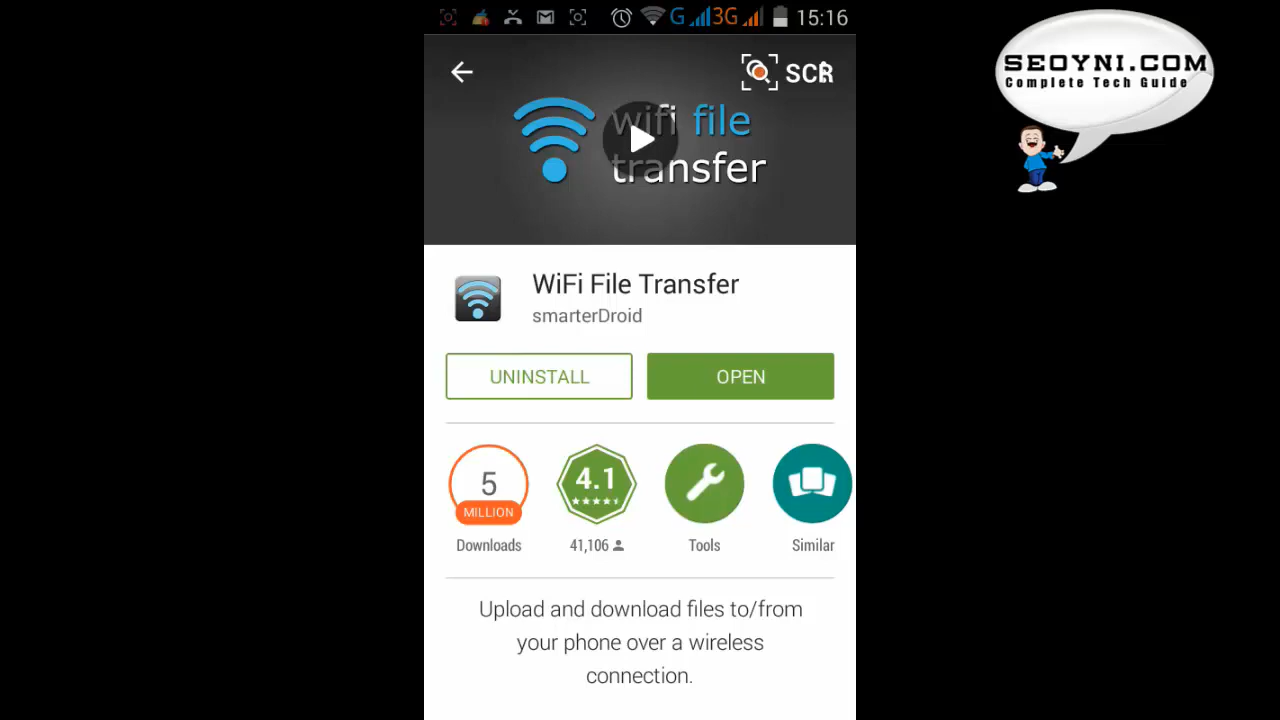 G 3G 15:16
SCR
wifi file
transfer
WiFi File Transfer
smarterDroid
UNINSTALL OPEN
5 MILLION 4.1
Downloads 41,106 Tools Similar
Upload and download files to/from
your phone over a wireless
connection.
SEOYNI.COM
Complete Tech Guide